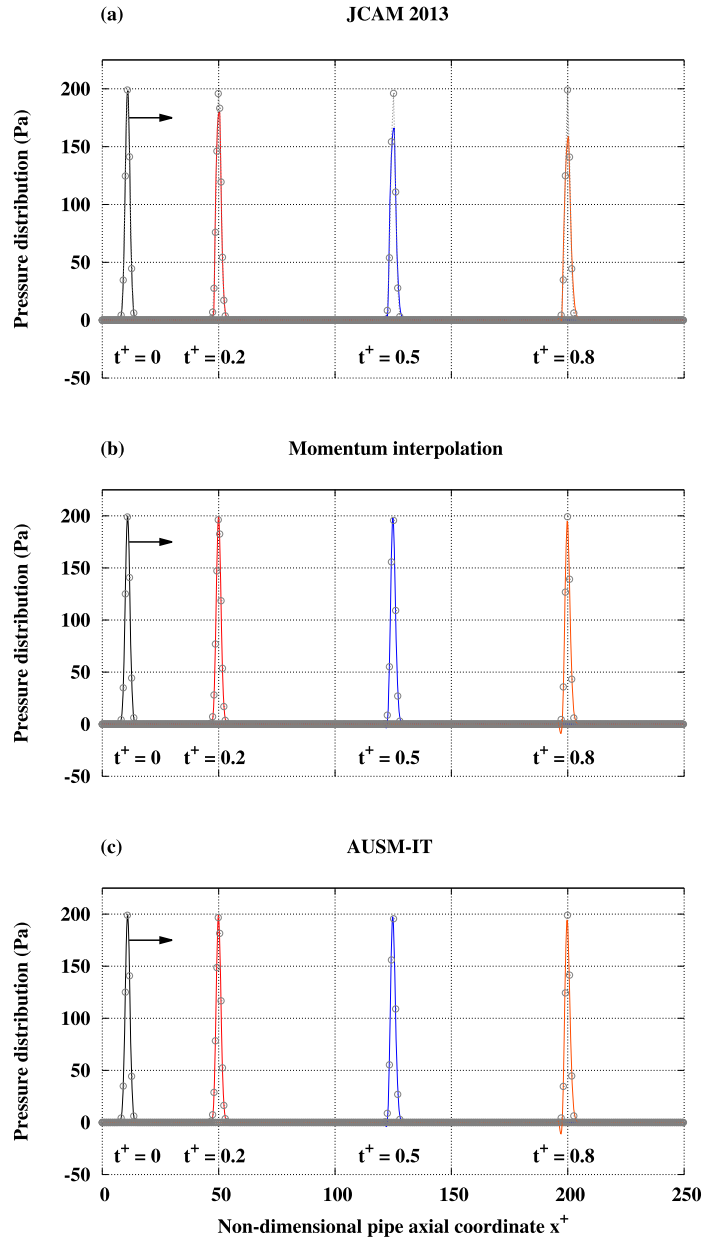 (a) JCAM 2013
Pressure distribution (Pa)
200
150
100
50
0
-50
t+ = 0 t+ = 0.2 t+ = 0.5 t+ = 0.8
(b) Momentum interpolation
Pressure distribution (Pa)
200
150
100
50
0
-50
t+ = 0 t+ = 0.2 t+ = 0.5 t+ = 0.8
(c) AUSM-IT
Pressure distribution (Pa)
200
150
100
50
0
-50
t+ = 0 t+ = 0.2 t+ = 0.5 t+ = 0.8
0 50 100 150 200 250
Non-dimensional pipe axial coordinate x+